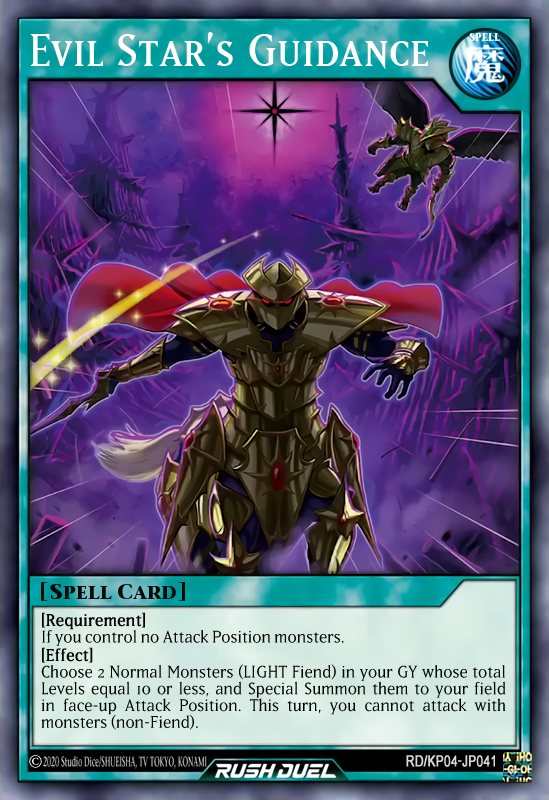 Evil Star's Guidance
SPELL
魔
[Spell Card]
[Requirement]
If you control no Attack Position monsters.
[Effect]
Choose 2 Normal Monsters (LIGHT Fiend) in your GY whose total
Levels equal 10 or less, and Special Summon them to your field
in face-up Attack Position. This turn, you cannot attack with
monsters (non-Fiend).
©2020 Studio Dice/SHUEISHA, TV TOKYO, KONAMI
RUSH DUEL
RD/KP04-JP041